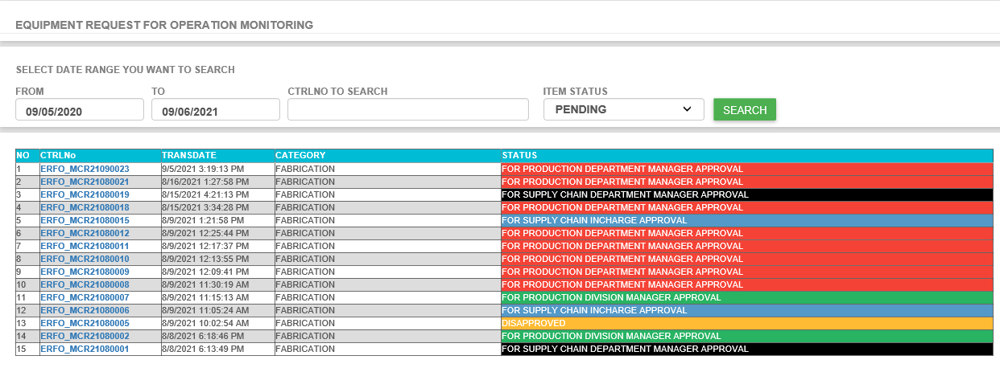 EQUIPMENT REQUEST FOR OPERATION MONITORING
SELECT DATE RANGE YOU WANT TO SEARCH
FROM TO CTRLNO TO SEARCH ITEM STATUS
09/05/2020 09/06/2021 PENDING SEARCH
NO CTRLNo TRANSDATE CATEGORY STATUS
1 ERFO_MCR21090023 9/5/2021 3:19:13 PM FABRICATION FOR PRODUCTION DEPARTMENT MANAGER APPROVAL
2 ERFO_MCR21080021 8/16/2021 1:27:58 PM FABRICATION FOR PRODUCTION DEPARTMENT MANAGER APPROVAL
3 ERFO_MCR21080019 8/15/2021 4:21:13 PM FABRICATION FOR SUPPLY CHAIN DEPARTMENT MANAGER APPROVAL
4 ERFO_MCR21080018 8/15/2021 3:34:28 PM FABRICATION FOR PRODUCTION DEPARTMENT MANAGER APPROVAL
5 ERFO_MCR21080015 8/9/2021 1:21:58 PM FABRICATION FOR SUPPLY CHAIN INCHARGE APPROVAL
6 ERFO_MCR21080012 8/9/2021 12:25:44 PM FABRICATION FOR PRODUCTION DEPARTMENT MANAGER APPROVAL
7 ERFO_MCR21080011 8/9/2021 12:17:37 PM FABRICATION FOR PRODUCTION DEPARTMENT MANAGER APPROVAL
8 ERFO_MCR21080010 8/9/2021 12:13:55 PM FABRICATION FOR PRODUCTION DEPARTMENT MANAGER APPROVAL
9 ERFO_MCR21080009 8/9/2021 12:09:41 PM FABRICATION FOR PRODUCTION DEPARTMENT MANAGER APPROVAL
10 ERFO_MCR21080008 8/9/2021 11:30:19 AM FABRICATION FOR PRODUCTION DEPARTMENT MANAGER APPROVAL
11 ERFO_MCR21080007 8/9/2021 11:15:13 AM FABRICATION FOR PRODUCTION DIVISION MANAGER APPROVAL
12 ERFO_MCR21080006 8/9/2021 11:05:24 AM FABRICATION FOR SUPPLY CHAIN INCHARGE APPROVAL
13 ERFO_MCR21080005 8/9/2021 10:02:54 AM FABRICATION DISAPPROVED
14 ERFO_MCR21080002 8/8/2021 6:18:46 PM FABRICATION FOR PRODUCTION DIVISION MANAGER APPROVAL
15 ERFO_MCR21080001 8/8/2021 6:13:49 PM FABRICATION FOR SUPPLY CHAIN DEPARTMENT MANAGER APPROVAL